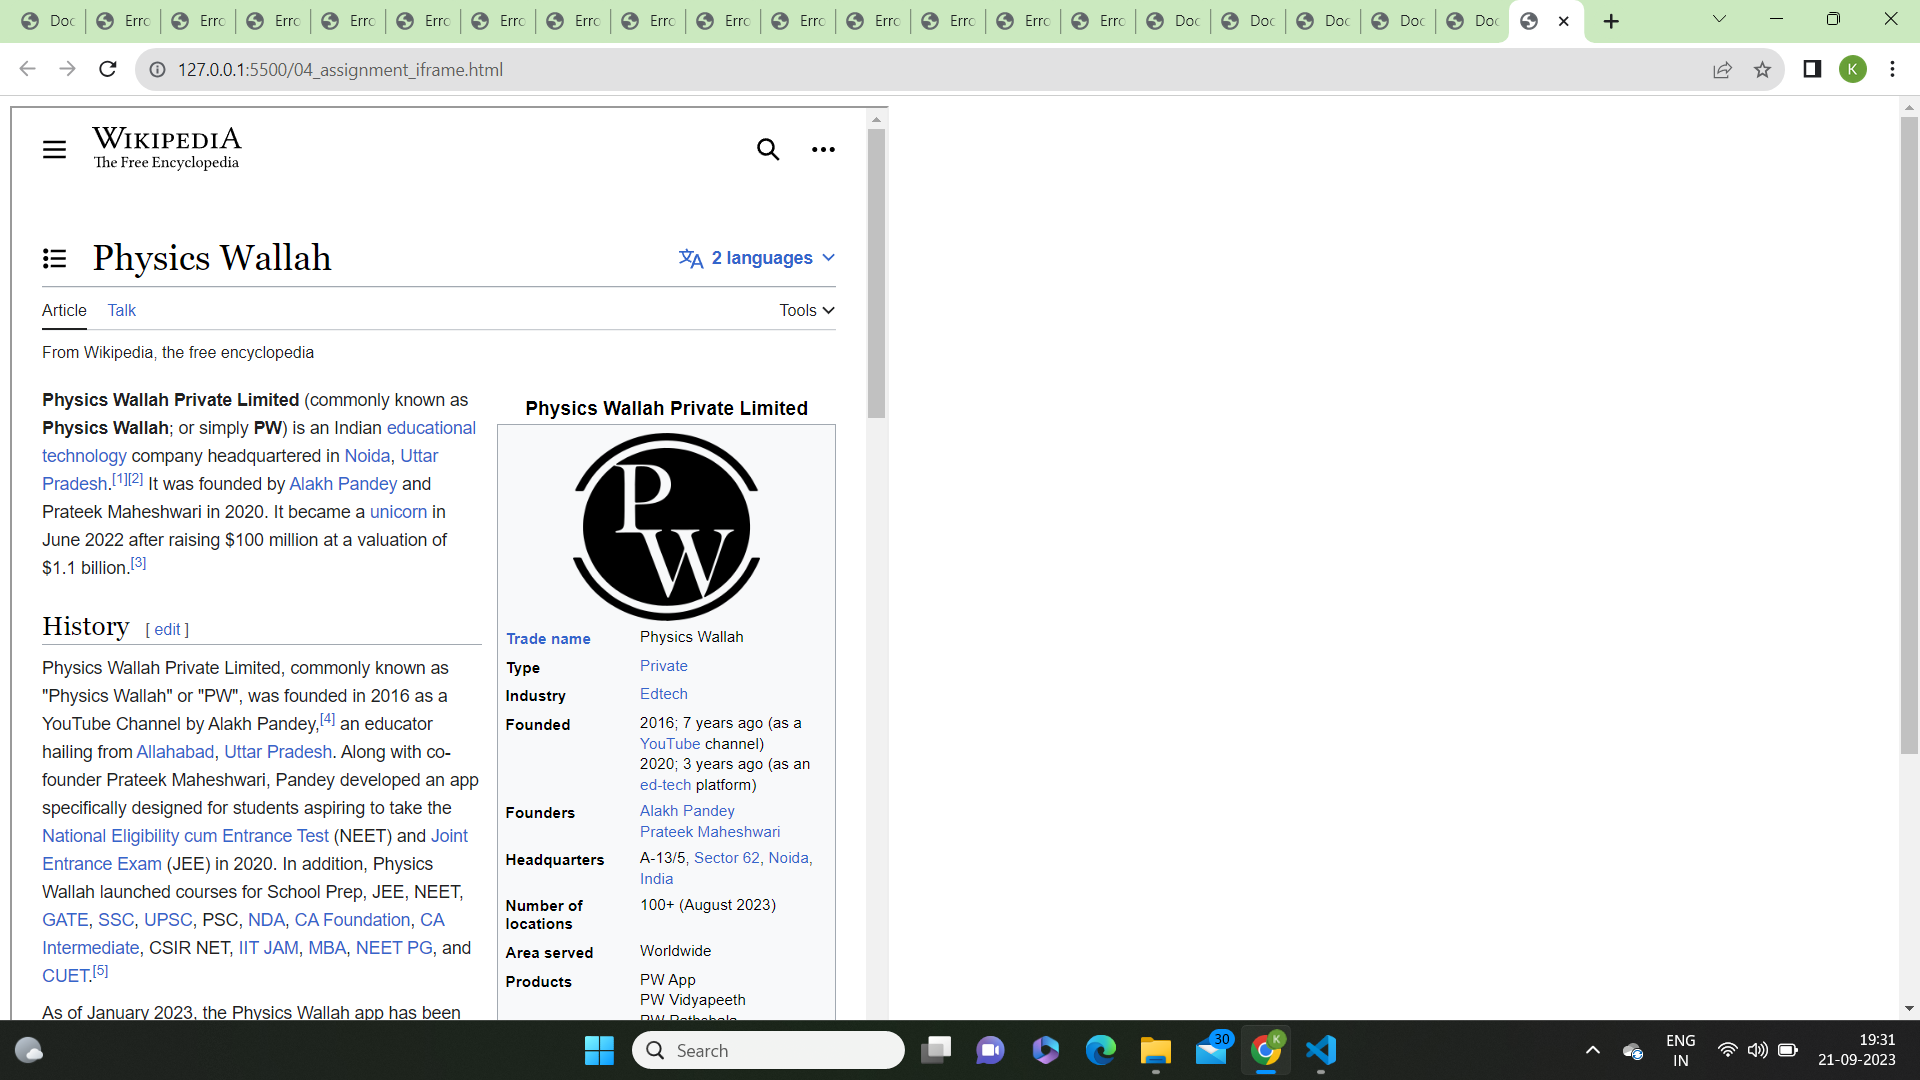 Doc Erro Erro Erro Erro Erro Erro Erro Erro Erro Erro Erro Erro Erro Erro Doc Doc Doc Doc Doc
127.0.0.1:5500/04_assignment_iframe.html
K
WIKIPEDIA
The Free Encyclopedia
Physics Wallah
2 languages
Article Talk
Tools
From Wikipedia, the free encyclopedia
Physics Wallah Private Limited (commonly known as
Physics Wallah; or simply PW) is an Indian educational
technology company headquartered in Noida, Uttar
Pradesh.[1][2] It was founded by Alakh Pandey and
Prateek Maheshwari in 2020. It became a unicorn in
June 2022 after raising $100 million at a valuation of
$1.1 billion.[3]
History [ edit ]
Physics Wallah Private Limited, commonly known as
"Physics Wallah" or "PW", was founded in 2016 as a
YouTube Channel by Alakh Pandey,[4] an educator
hailing from Allahabad, Uttar Pradesh. Along with co-
founder Prateek Maheshwari, Pandey developed an app
specifically designed for students aspiring to take the
National Eligibility cum Entrance Test (NEET) and Joint
Entrance Exam (JEE) in 2020. In addition, Physics
Wallah launched courses for School Prep, JEE, NEET,
GATE, SSC, UPSC, PSC, NDA, CA Foundation, CA
Intermediate, CSIR NET, IIT JAM, MBA, NEET PG, and
CUET.[5]
As of January 2023, the Physics Wallah app has been
Physics Wallah Private Limited
P
W
Trade name Physics Wallah
Type Private
Industry Edtech
Founded 2016; 7 years ago (as a
YouTube channel)
2020; 3 years ago (as an
ed-tech platform)
Founders Alakh Pandey
Prateek Maheshwari
Headquarters A-13/5, Sector 62, Noida,
India
Number of locations 100+ (August 2023)
Area served Worldwide
Products PW App
PW Vidyapeeth
PW Pathshala
Search
30
K
ENG
IN
19:31
21-09-2023